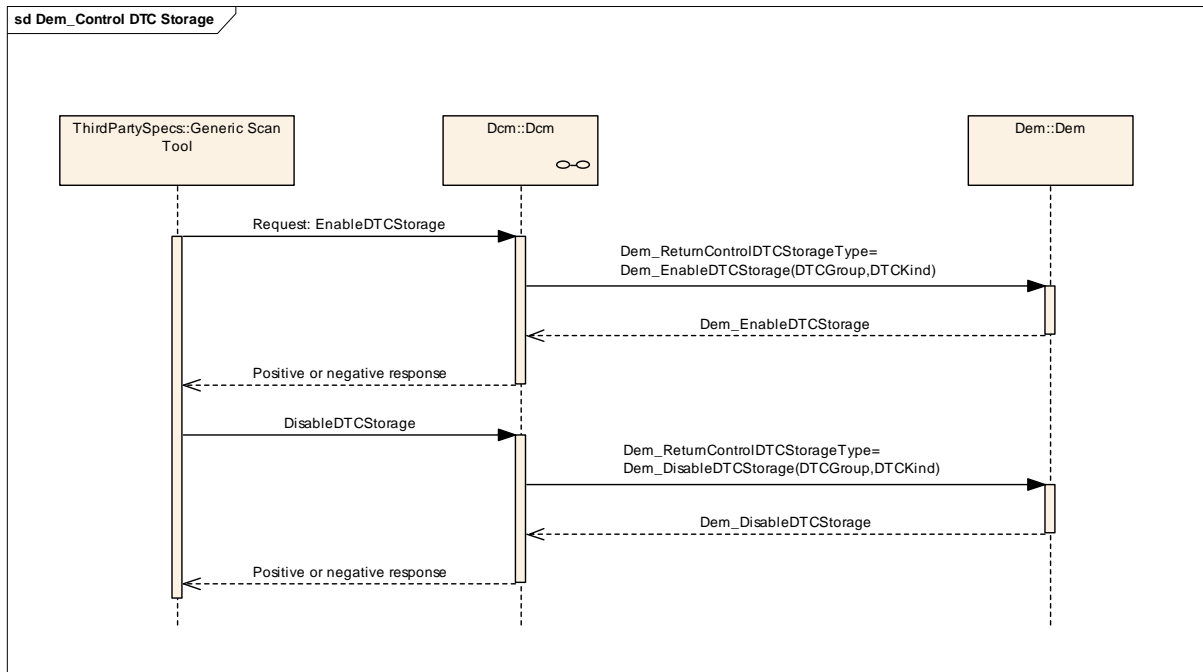 sd Dem_Control DTC Storage
ThirdPartySpecs::Generic Scan
Tool
Dcm::Dcm
Dem::Dem
Request: EnableDTCStorage
Dem_ReturnControlDTCStorageType=
Dem_EnableDTCStorage(DTCGroup,DTCKind)
Dem_EnableDTCStorage
Positive or negative response
DisableDTCStorage
Dem_ReturnControlDTCStorageType=
Dem_DisableDTCStorage(DTCGroup,DTCKind)
Dem_DisableDTCStorage
Positive or negative response